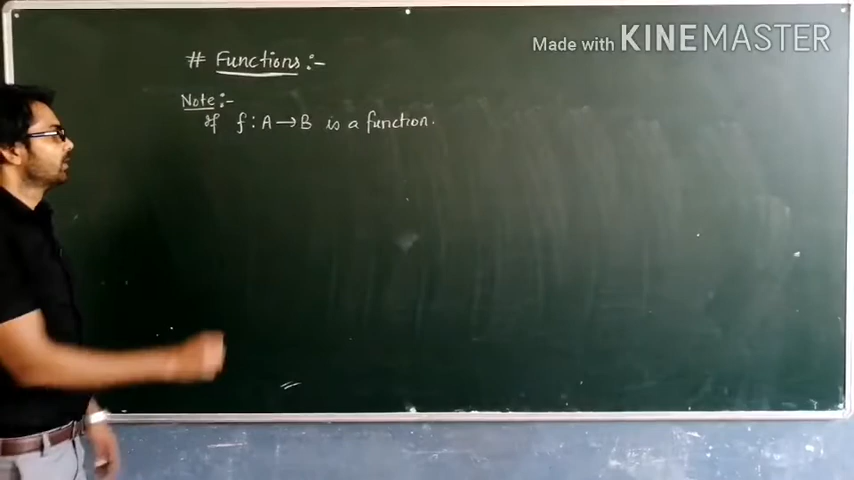 Made with KINEMASTER
# Functions :-
Note :-
If f : A → B is a function.